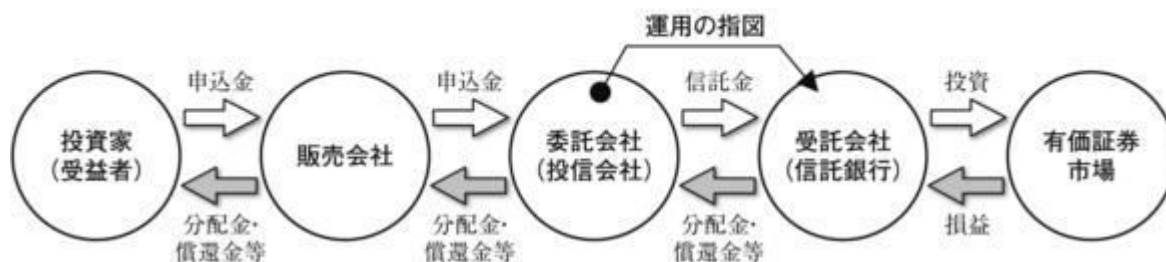 運用の指図
申込金
申込金
信託金
投資
投資家
(受益者)
販売会社
委託会社
(投信会社)
受託会社
(信託銀行)
有価証券
市場
分配金・
償還金等
分配金・
償還金等
分配金・
償還金等
損益